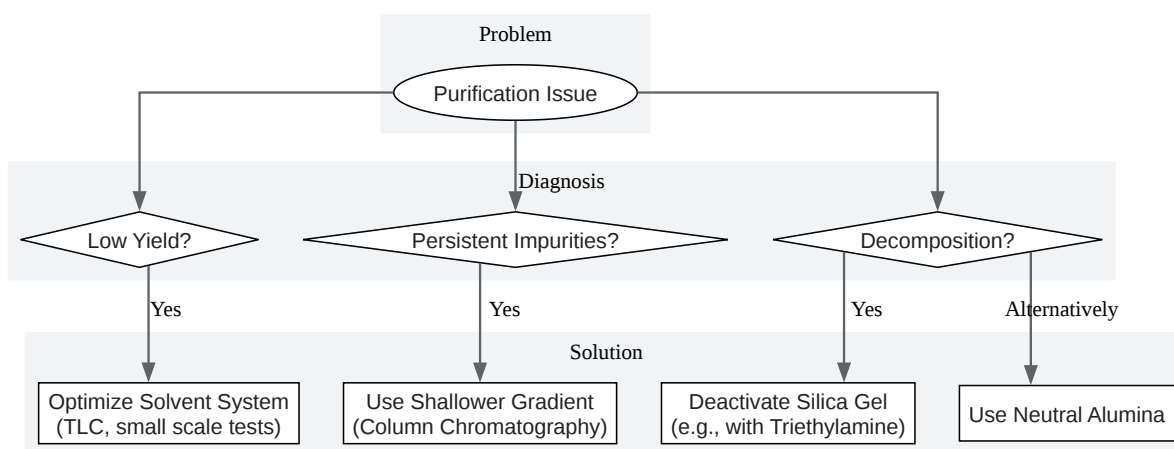 Problem
Purification Issue
Diagnosis
Low Yield?
Persistent Impurities?
Decomposition?
Yes
Yes
Yes
Alternatively
Solution
Optimize Solvent System
(TLC, small scale tests)
Use Shallower Gradient
(Column Chromatography)
Deactivate Silica Gel
(e.g., with Triethylamine)
Use Neutral Alumina